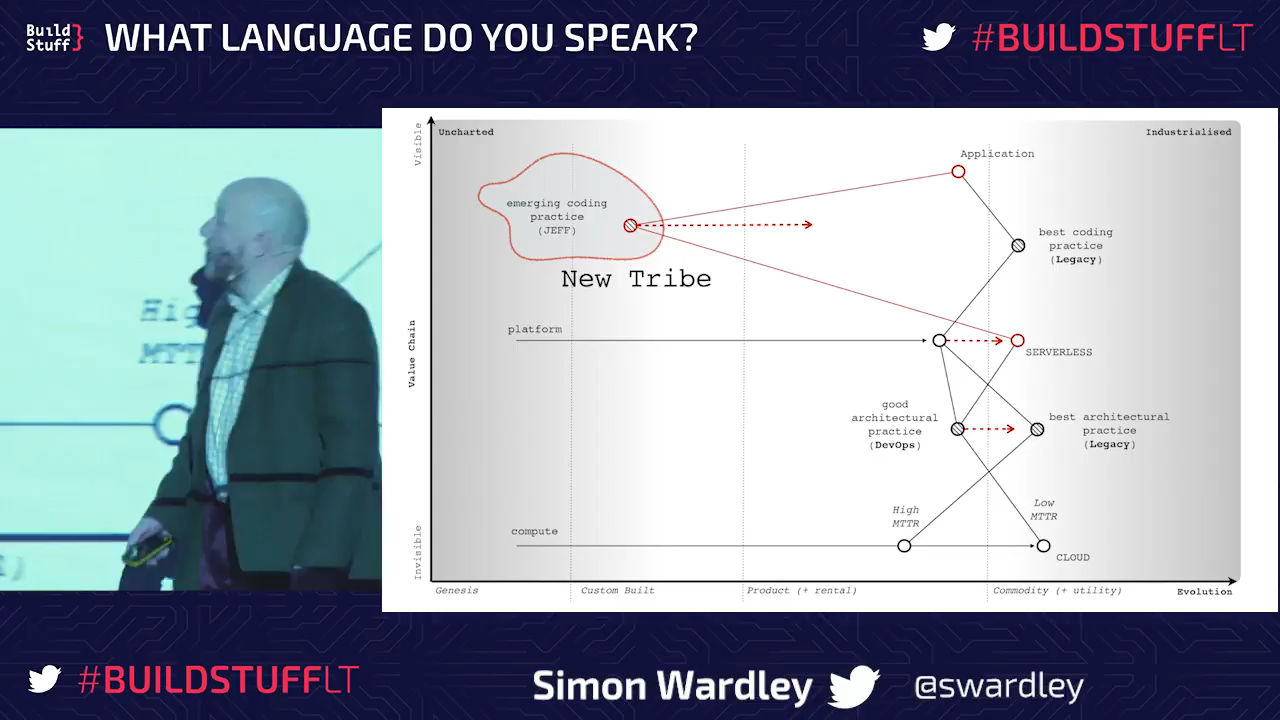 Build
Stuff}
WHAT LANGUAGE DO YOU SPEAK?
#BUILDSTUFFLT
Visible
Uncharted
Industrialised
Application
emerging coding
practice
(JEFF)
best coding
practice
(Legacy)
New Tribe
platform
SERVERLESS
Value Chain
good
architectural
practice
(DevOps)
best architectural
practice
(Legacy)
High
MTTR
Low
MTTR
compute
CLOUD
Invisible
Genesis
Custom Built
Product (+ rental)
Commodity (+ utility)
Evolution
#BUILDSTUFFLT
Simon Wardley
@swardley